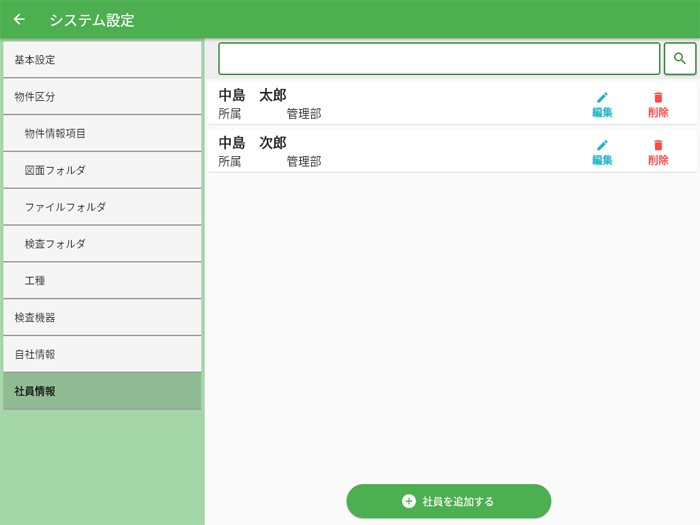 システム設定
基本設定
物件区分
物件情報項目
図面フォルダ
ファイルフォルダ
検査フォルダ
工種
検査機器
自社情報
社員情報
中島　太郎
所属　管理部
編集
削除
中島　次郎
所属　管理部
編集
削除
社員を追加する